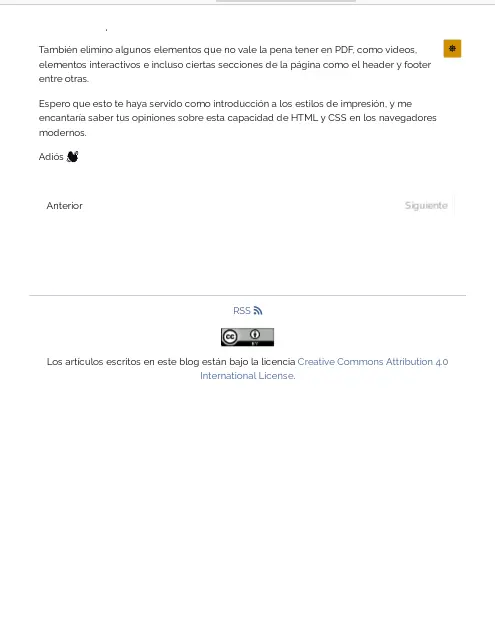 También elimino algunos elementos que no vale la pena tener en PDF, como videos,
elementos interactivos e incluso ciertas secciones de la página como el header y footer
entre otras.
Espero que esto te haya servido como introducción a los estilos de impresión, y me
encantaría saber tus opiniones sobre esta capacidad de HTML y CSS en los navegadores
modernos.
Adiós
Anterior
Siguiente
RSS
cc BY
Los artículos escritos en este blog están bajo la licencia Creative Commons Attribution 4.0
International License.